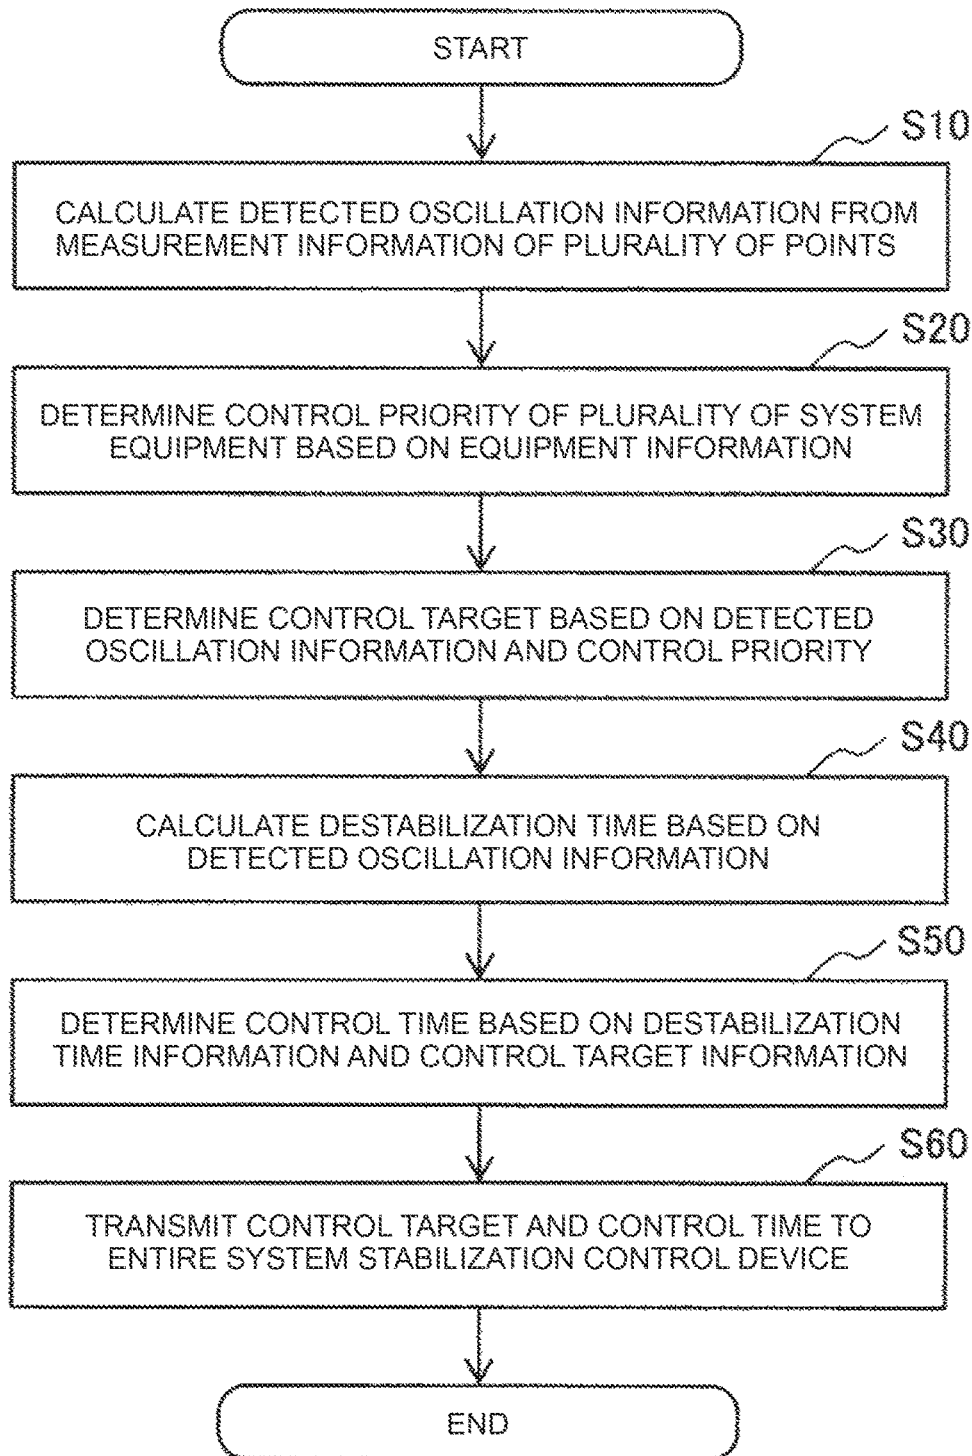 START
S10
CALCULATE DETECTED OSCILLATION INFORMATION FROM
MEASUREMENT INFORMATION OF PLURALITY OF POINTS
S20
DETERMINE CONTROL PRIORITY OF PLURALITY OF SYSTEM
EQUIPMENT BASED ON EQUIPMENT INFORMATION
S30
DETERMINE CONTROL TARGET BASED ON DETECTED
OSCILLATION INFORMATION AND CONTROL PRIORITY
S40
CALCULATE DESTABILIZATION TIME BASED ON
DETECTED OSCILLATION INFORMATION
S50
DETERMINE CONTROL TIME BASED ON DESTABILIZATION
TIME INFORMATION AND CONTROL TARGET INFORMATION
S60
TRANSMIT CONTROL TARGET AND CONTROL TIME TO
ENTIRE SYSTEM STABILIZATION CONTROL DEVICE
END